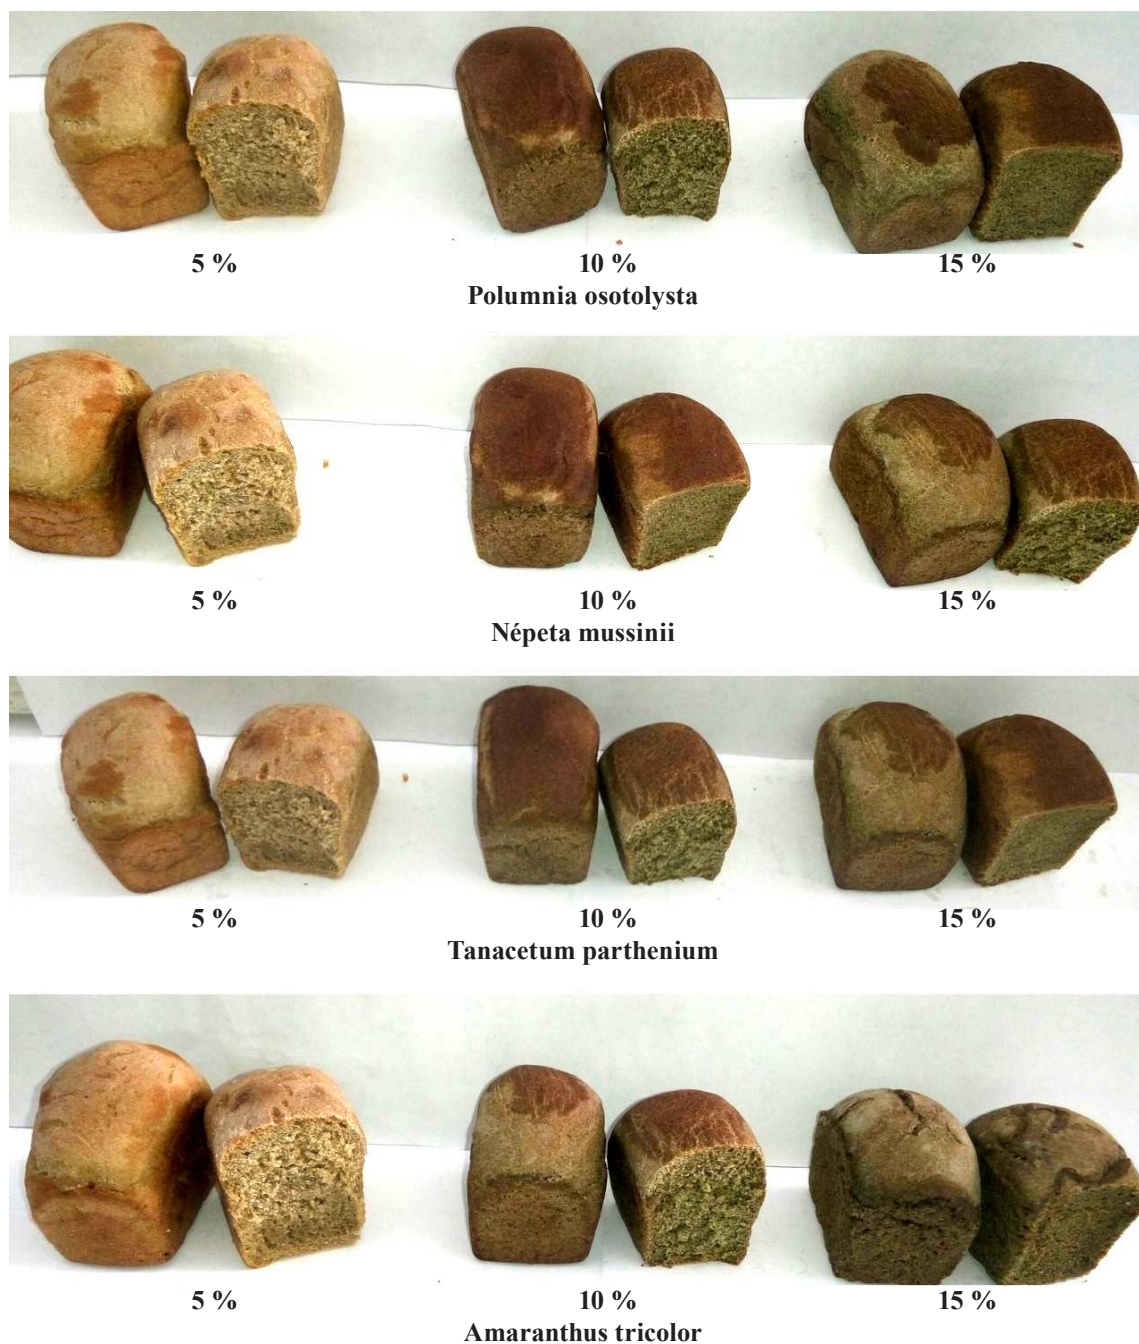 5 % 10 % 15 %
Polumnia osotolysta
5 % 10 % 15 %
Népeta mussinii
5 % 10 % 15 %
Tanacetum parthenium
5 % 10 % 15 %
Amaranthus tricolor